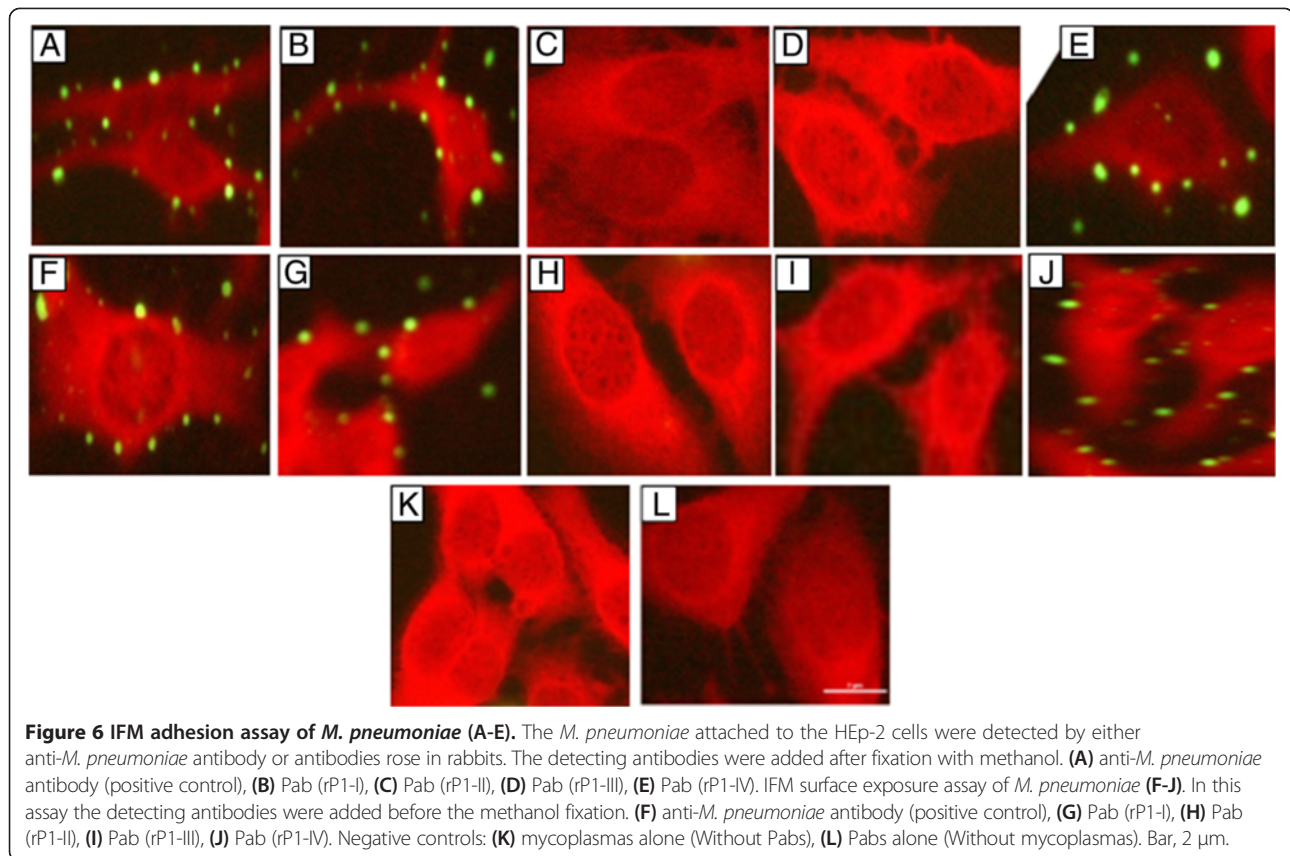 A
B
C
D
E
F
G
H
I
J
K
L
Figure 6 IFM adhesion assay of M. pneumoniae (A-E). The M. pneumoniae attached to the HEp-2 cells were detected by either
anti-M. pneumoniae antibody or antibodies rose in rabbits. The detecting antibodies were added after fixation with methanol. (A) anti-M. pneumoniae
antibody (positive control), (B) Pab (rP1-I), (C) Pab (rP1-II), (D) Pab (rP1-III), (E) Pab (rP1-IV). IFM surface exposure assay of M. pneumoniae (F-J). In this
assay the detecting antibodies were added before the methanol fixation. (F) anti-M. pneumoniae antibody (positive control), (G) Pab (rP1-I), (H) Pab
(rP1-II), (I) Pab (rP1-III), (J) Pab (rP1-IV). Negative controls: (K) mycoplasmas alone (Without Pabs), (L) Pabs alone (Without mycoplasmas). Bar, 2 μm.